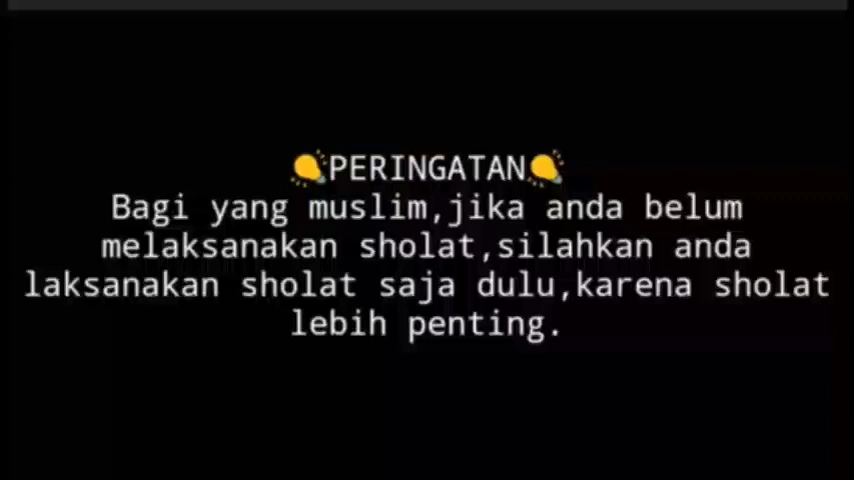 💡PERINGATAN💡
Bagi yang muslim,jika anda belum
melaksanakan sholat,silahkan anda
laksanakan sholat saja dulu,karena sholat
lebih penting.